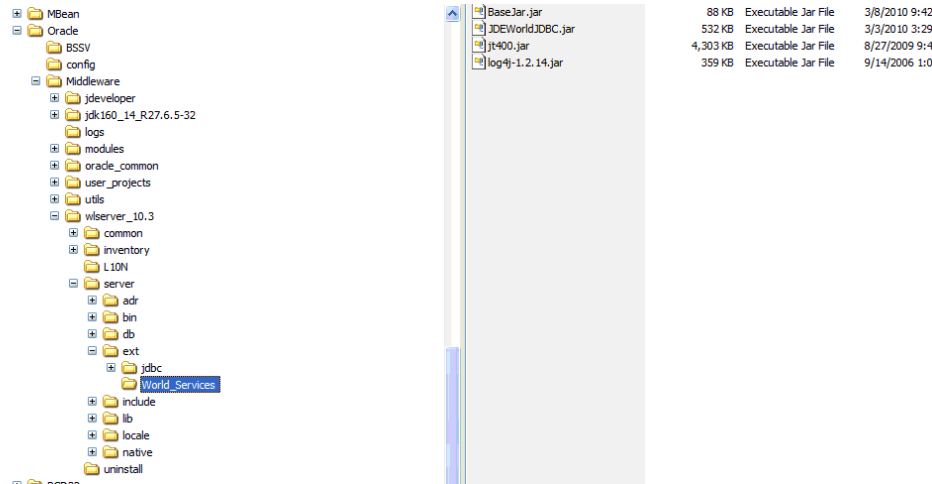 MBean
Oracle
BSSV
config
Middleware
jdeveloper
jdk160_14_R27.6.5-32
logs
modules
oracle_common
user_projects
utils
wlserver_10.3
common
inventory
L10N
server
adr
bin
db
ext
jdbc
World_Services
include
lib
locale
native
uninstall
BaseJar.jar 88 KB Executable Jar File 3/8/2010 9:42
JDEWorldJDBC.jar 532 KB Executable Jar File 3/3/2010 3:29
jt400.jar 4,303 KB Executable Jar File 8/27/2009 9:4
log4j-1.2.14.jar 359 KB Executable Jar File 9/14/2006 1:0